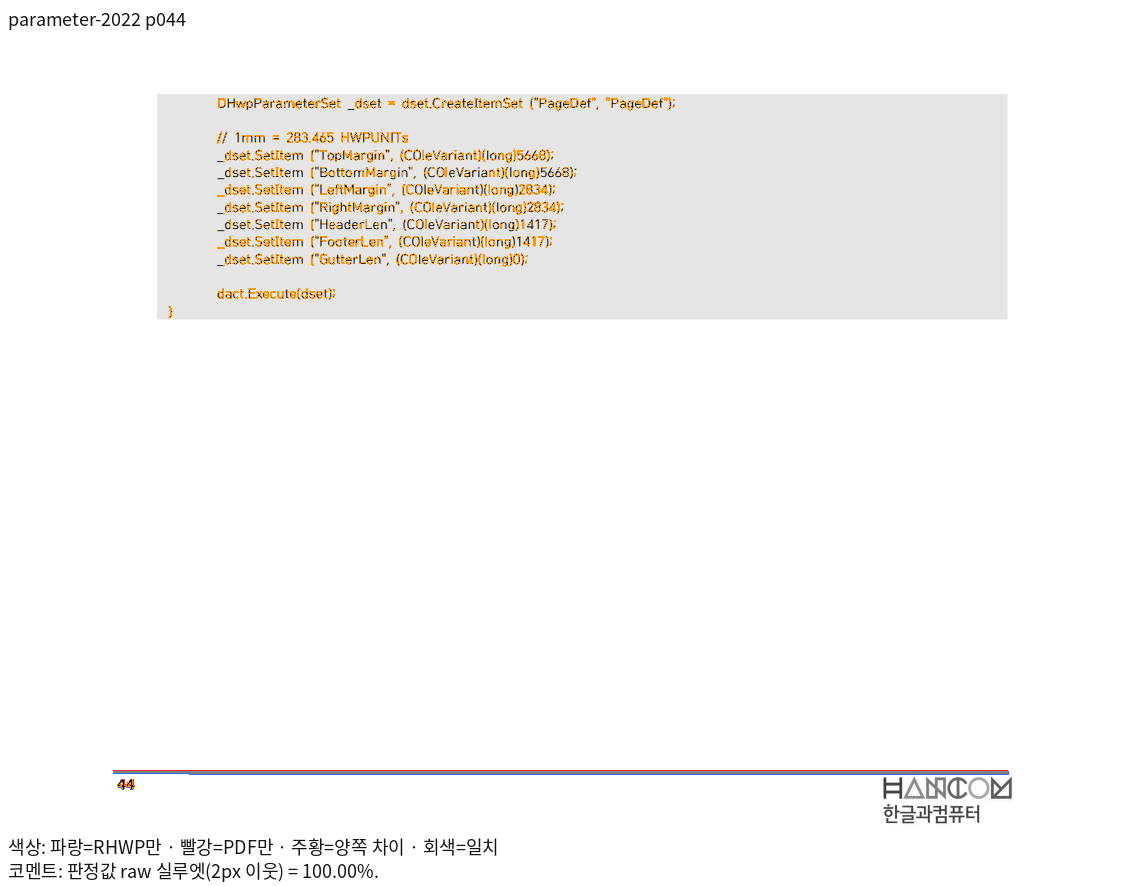 parameter-2022 p044
DHwpParameterSet _dset = dset.CreateItemSet ("PageDef", "PageDef");
// 1mm = 283.465 HWPUNITs
_dset.SetItem ("TopMargin", (COleVariant)(long)5668);
_dset.SetItem ("BottomMargin", (COleVariant)(long)5668);
_dset.SetItem ("LeftMargin", (COleVariant)(long)2834);
_dset.SetItem ("RightMargin", (COleVariant)(long)2834);
_dset.SetItem ("HeaderLen", (COleVariant)(long)1417);
_dset.SetItem ("FooterLen", (COleVariant)(long)1417);
_dset.SetItem ("GutterLen", (COleVariant)(long)0);
dact.Execute(dset);
}
44
HANCOM
한글과컴퓨터
색상: 파랑=RHWP만 · 빨강=PDF만 · 주황=양쪽 차이 · 회색=일치
코멘트: 판정값 raw 실루엣(2px 이웃) = 100.00%.